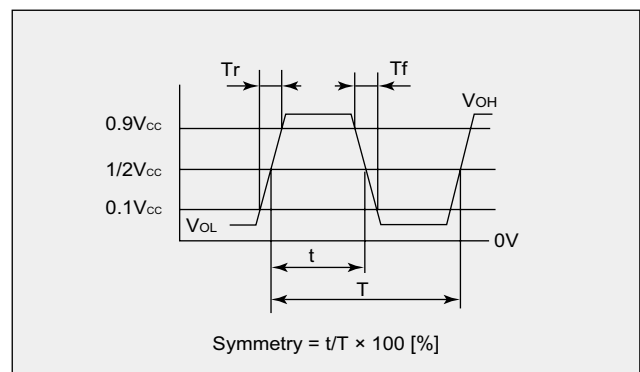 Tr Tf
VOH
0.9Vcc
1/2Vcc
0.1Vcc
VOL
0V
t
T
Symmetry = t/T × 100 [%]